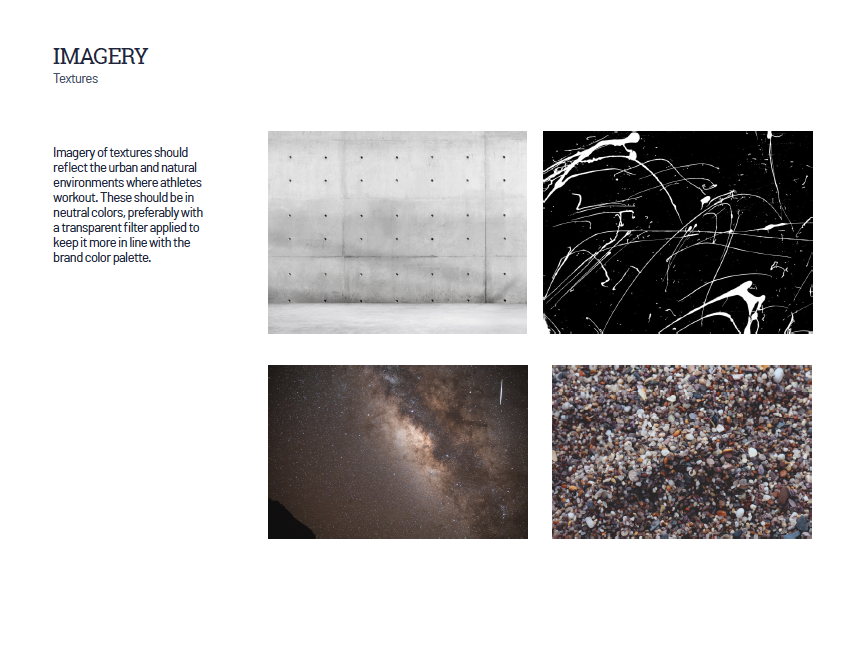 IMAGERY
Textures
Imagery of textures should
reflect the urban and natural
environments where athletes
workout. These should be in
neutral colors, preferably with
a transparent filter applied to
keep it more in line with the
brand color palette.